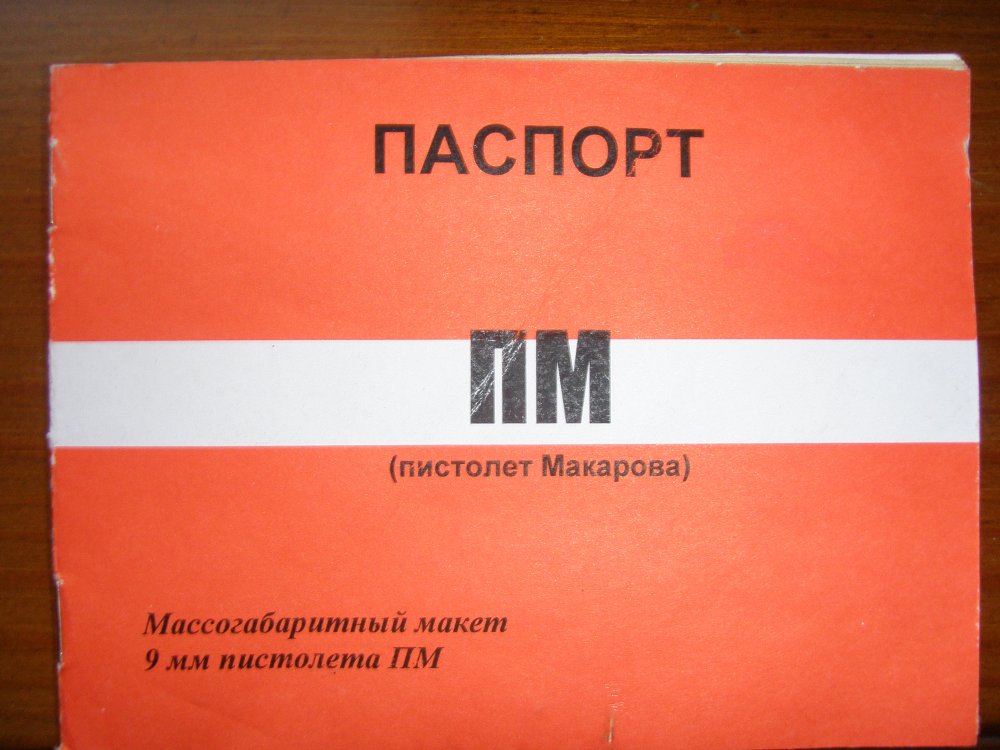 ПАСПОРТ
ПМ
(пистолет Макарова)
Массогабаритный макет
9 мм пистолета ПМ